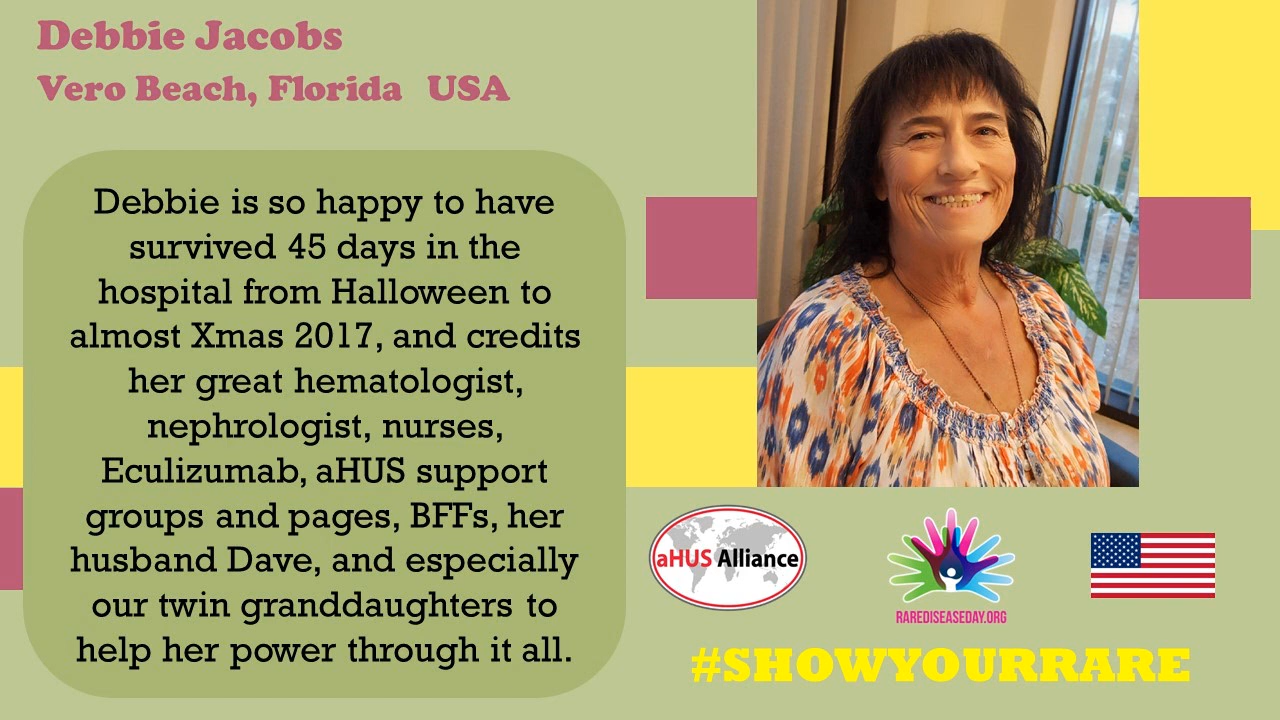 Debbie Jacobs
Vero Beach, Florida USA
Debbie is so happy to have
survived 45 days in the
hospital from Halloween to
almost Xmas 2017, and credits
her great hematologist,
nephrologist, nurses,
Eculizumab, aHUS support
groups and pages, BFFs, her
husband Dave, and especially
our twin granddaughters to
help her power through it all.
aHUS Alliance
RAREDISEASEDAY.ORG
#SHOWYOURRARE